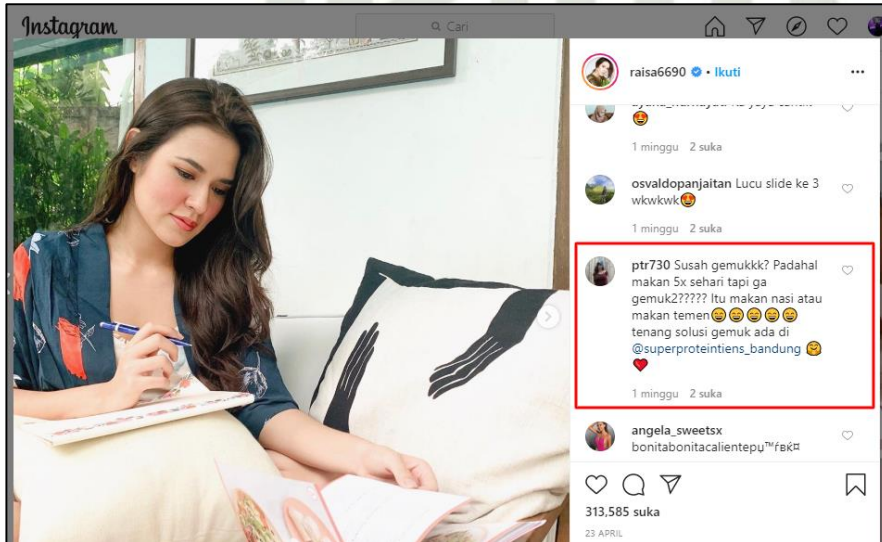 Instagram
Cari
raisa6690 • Ikuti
1 minggu 2 suka
osvaldopanjaitan Lucu slide ke 3
wkwkwk😍
1 minggu 2 suka
ptr730 Susah gemukkk? Padahal
makan 5x sehari tapi ga
gemuk2????? Itu makan nasi atau
makan temen😄😄😄😄😄
tenang solusi gemuk ada di
@superproteintiens_bandung 🤗
❤️
1 minggu 2 suka
angela_sweetsx
313,585 suka
23 APRIL